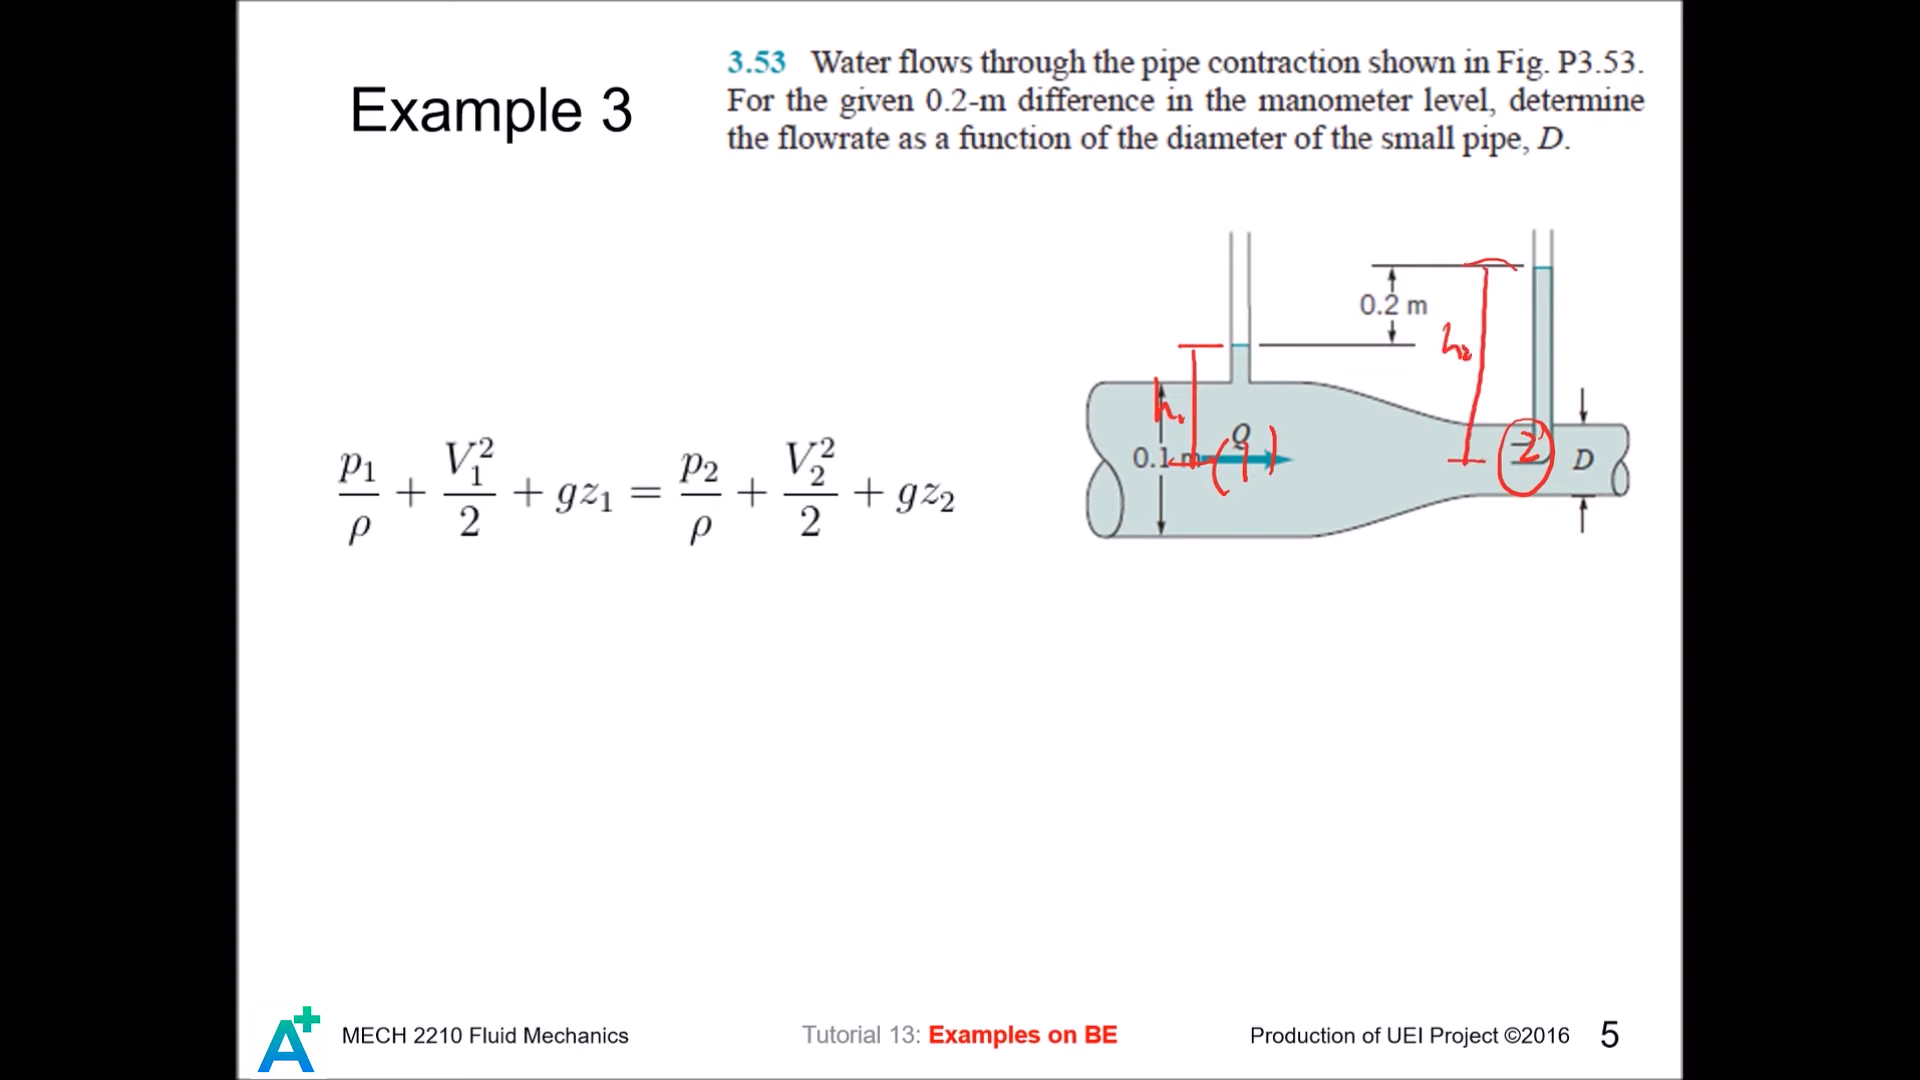 Example 3
3.53 Water flows through the pipe contraction shown in Fig. P3.53.
For the given 0.2-m difference in the manometer level, determine
the flowrate as a function of the diameter of the small pipe, D.
0.2 m
h₂
h₁
Q
0.1 m
(1)
2
D
p₁/ρ + V₁²/2 + gz₁ = p₂/ρ + V₂²/2 + gz₂
A+
MECH 2210 Fluid Mechanics
Tutorial 13: Examples on BE
Production of UEI Project ©2016
5